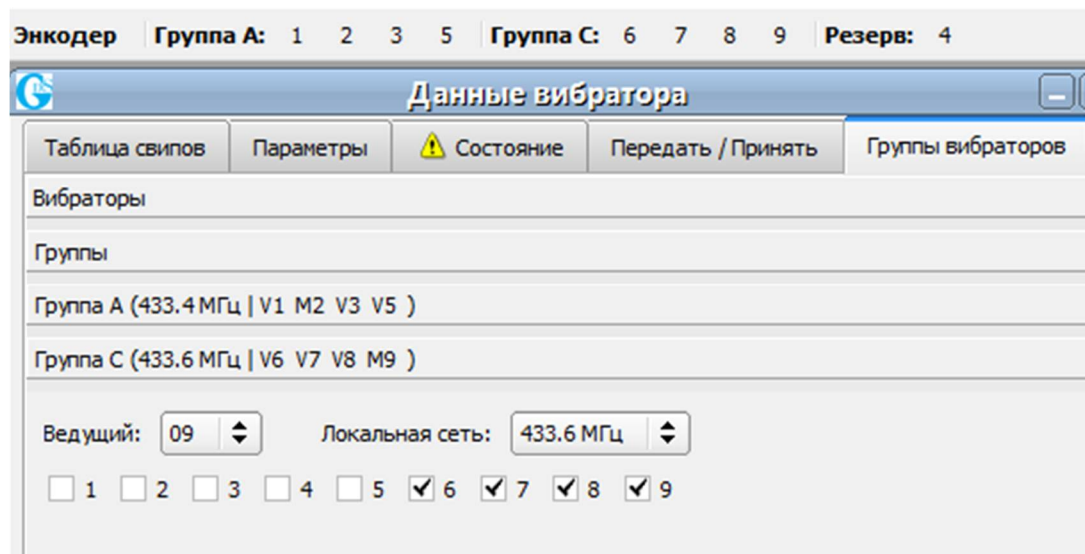 Энкодер Группа A: 1 2 3 5 Группа C: 6 7 8 9 Резерв: 4
Данные вибратора
Таблица свипов Параметры Состояние Передать / Принять Группы вибраторов
Вибраторы
Группы
Группа A (433.4 МГц | V1 M2 V3 V5 )
Группа C (433.6 МГц | V6 V7 V8 M9 )
Ведущий: 09 Локальная сеть: 433.6 МГц
1 2 3 4 5 6 7 8 9